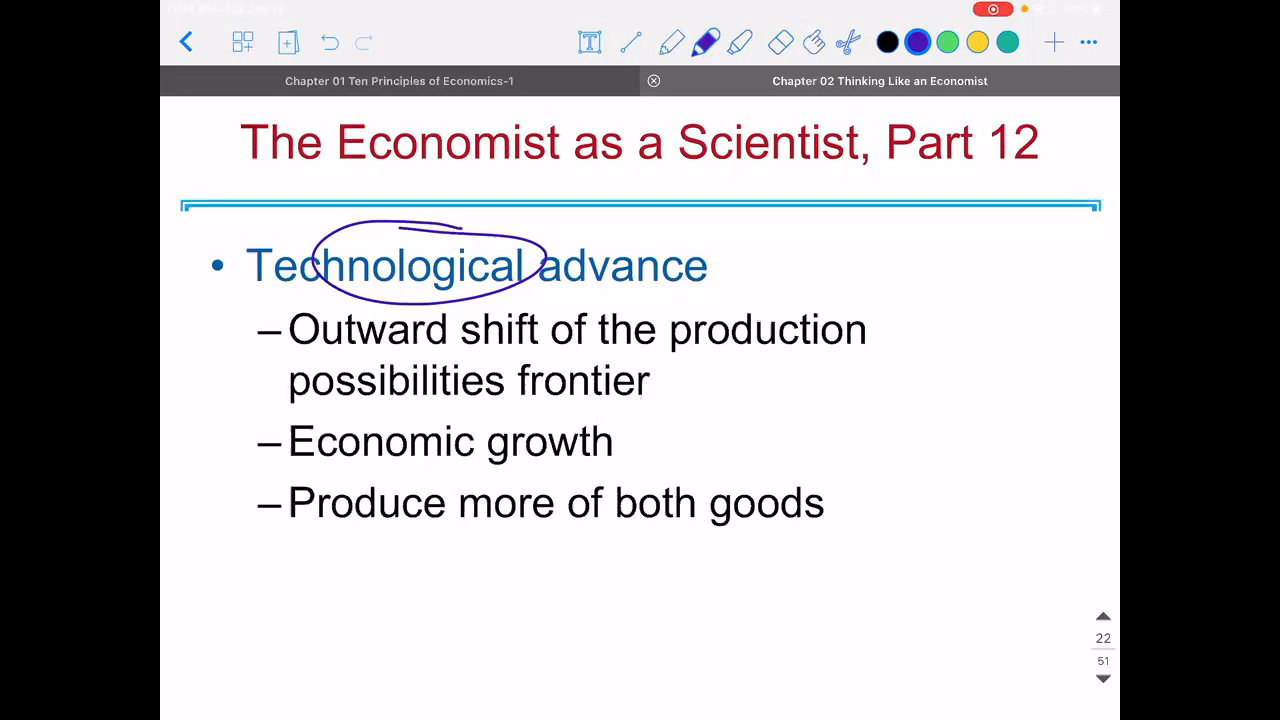 Chapter 01 Ten Principles of Economics-1
Chapter 02 Thinking Like an Economist
The Economist as a Scientist, Part 12
• Technological advance
–Outward shift of the production
possibilities frontier
–Economic growth
–Produce more of both goods
22
51